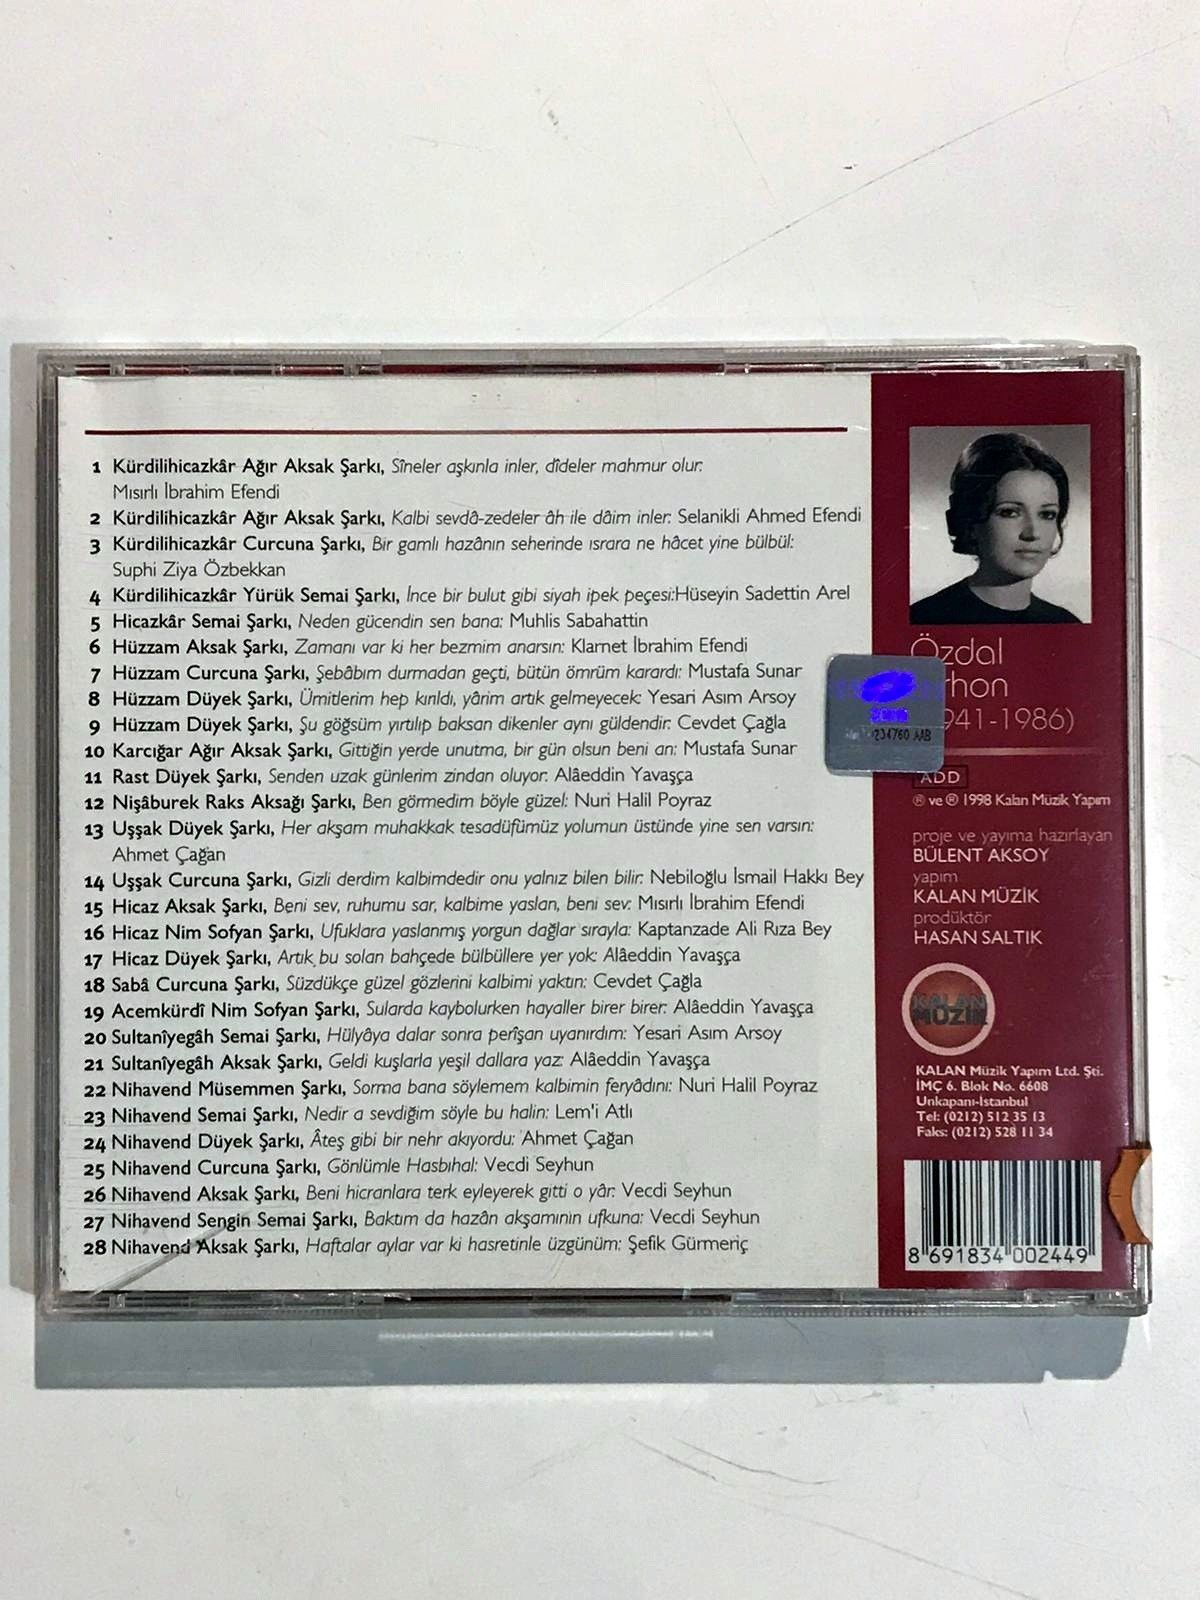 1 Kürdilihicazkâr Ağır Aksak Şarkı, Sîneler aşkınla inler, dîdeler mahmur olur:
Mısırlı İbrahim Efendi
2 Kürdilihicazkâr Ağır Aksak Şarkı, Kalbi sevdâ-zedeler âh ile dâim inler: Selanikli Ahmed Efendi
3 Kürdilihicazkâr Curcuna Şarkı, Bir gamlı hazânın seherinde ısrara ne hâcet yine bülbül:
Suphi Ziya Özbekkan
4 Kürdilihicazkâr Yürük Semai Şarkı, İnce bir bulut gibi siyah ipek peçesi:Hüseyin Sadettin Arel
5 Hicazkâr Semai Şarkı, Neden gücendin sen bana: Muhlis Sabahattin
6 Hüzzam Aksak Şarkı, Zamanı var ki her bezmim anarsın: Klarnet İbrahim Efendi
7 Hüzzam Curcuna Şarkı, Şebâbım durmadan geçti, bütün ömrüm karardı: Mustafa Sunar
8 Hüzzam Düyek Şarkı, Ümitlerim hep kırıldı, yârim artık gelmeyecek: Yesari Asım Arsoy
9 Hüzzam Düyek Şarkı, Şu göğsüm yırtılıp baksan dikenler aynı güldendir: Cevdet Çağla
10 Karcığar Ağır Aksak Şarkı, Gittiğin yerde unutma, bir gün olsun beni an: Mustafa Sunar
11 Rast Düyek Şarkı, Senden uzak günlerim zindan oluyor: Alâeddin Yavaşça
12 Nişâburek Raks Aksağı Şarkı, Ben görmedim böyle güzel: Nuri Halil Poyraz
13 Uşşak Düyek Şarkı, Her akşam muhakkak tesadüfümüz yolumun üstünde yine sen varsın:
Ahmet Çağan
14 Uşşak Curcuna Şarkı, Gizli derdim kalbimdedir onu yalnız bilen bilir: Nebiloğlu İsmail Hakkı Bey
15 Hicaz Aksak Şarkı, Beni sev, ruhumu sar, kalbime yaslan, beni sev: Mısırlı İbrahim Efendi
16 Hicaz Nim Sofyan Şarkı, Ufuklara yaslanmış yorgun dağlar sırayla: Kaptanzade Ali Rıza Bey
17 Hicaz Düyek Şarkı, Artık bu solan bahçede bülbüllere yer yok: Alâeddin Yavaşça
18 Sabâ Curcuna Şarkı, Süzdükçe güzel gözlerini kalbimi yaktın: Cevdet Çağla
19 Acemkürdî Nim Sofyan Şarkı, Sularda kaybolurken hayaller birer birer: Alâeddin Yavaşça
20 Sultanîyegâh Semai Şarkı, Hülyâya dalar sonra perîşan uyanırdım: Yesari Asım Arsoy
21 Sultanîyegâh Aksak Şarkı, Geldi kuşlarla yeşil dallara yaz: Alâeddin Yavaşça
22 Nihavend Müsemmen Şarkı, Sorma bana söylemem kalbimin feryâdını: Nuri Halil Poyraz
23 Nihavend Semai Şarkı, Nedir a sevdiğim söyle bu halin: Lem'i Atlı
24 Nihavend Düyek Şarkı, Âteş gibi bir nehr akıyordu: Ahmet Çağan
25 Nihavend Curcuna Şarkı, Gönlümle Hasbıhal: Vecdi Seyhun
26 Nihavend Aksak Şarkı, Beni hicranlara terk eyleyerek gitti o yâr: Vecdi Seyhun
27 Nihavend Sengin Semai Şarkı, Baktım da hazân akşamının ufkuna: Vecdi Seyhun
28 Nihavend Aksak Şarkı, Haftalar aylar var ki hasretinle üzgünüm: Şefik Gürmeriç
Özdal
rhon
941-1986)
234760 AAB
ADD
℗ ve ® 1998 Kalan Müzik Yapım
proje ve yayıma hazırlayan
BÜLENT AKSOY
yapım
KALAN MÜZİK
prodüktör
HASAN SALTIK
KALAN
MÜZİK
KALAN Müzik Yapım Ltd. Şti.
İMÇ 6. Blok No. 6608
Unkapanı-İstanbul
Tel: (0212) 512 35 13
Faks: (0212) 528 11 34
8 691834 002449